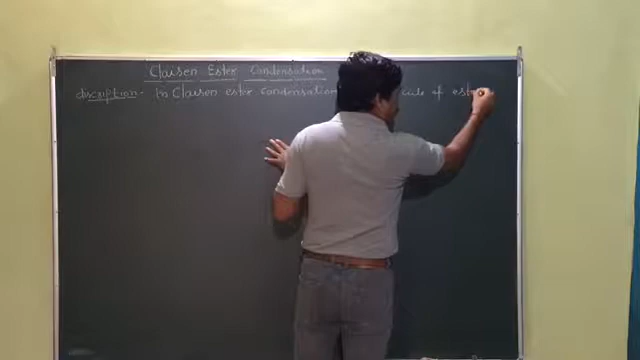 Claisen Ester Condensation
discription:- In Claisen ester condensation cule of est